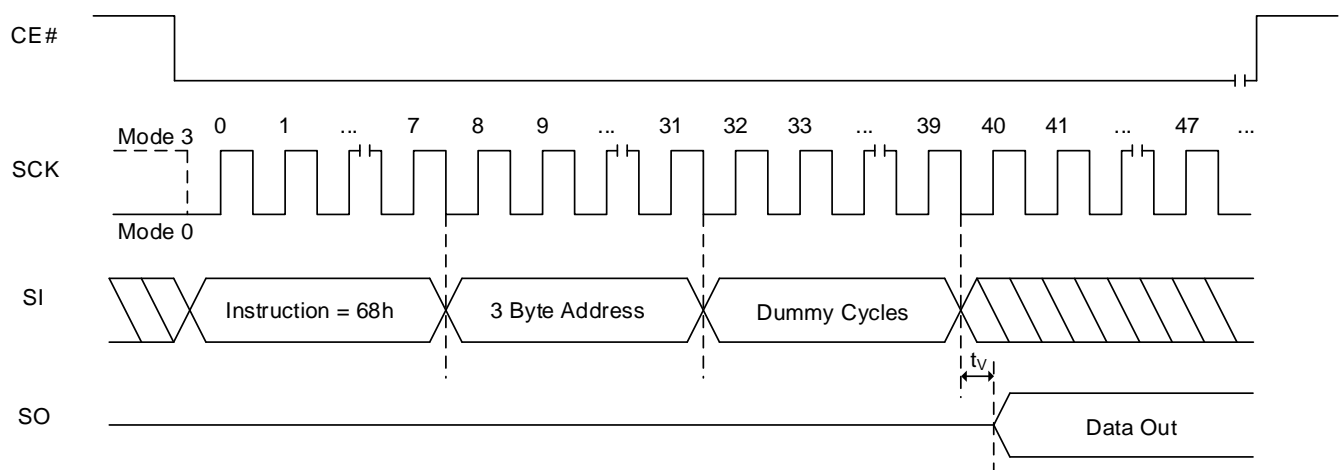 CE#
Mode 3 0 1 ... 7 8 9 ... 31 32 33 ... 39 40 41 ... 47 ...
SCK
Mode 0
SI Instruction = 68h 3 Byte Address Dummy Cycles
tV
SO Data Out